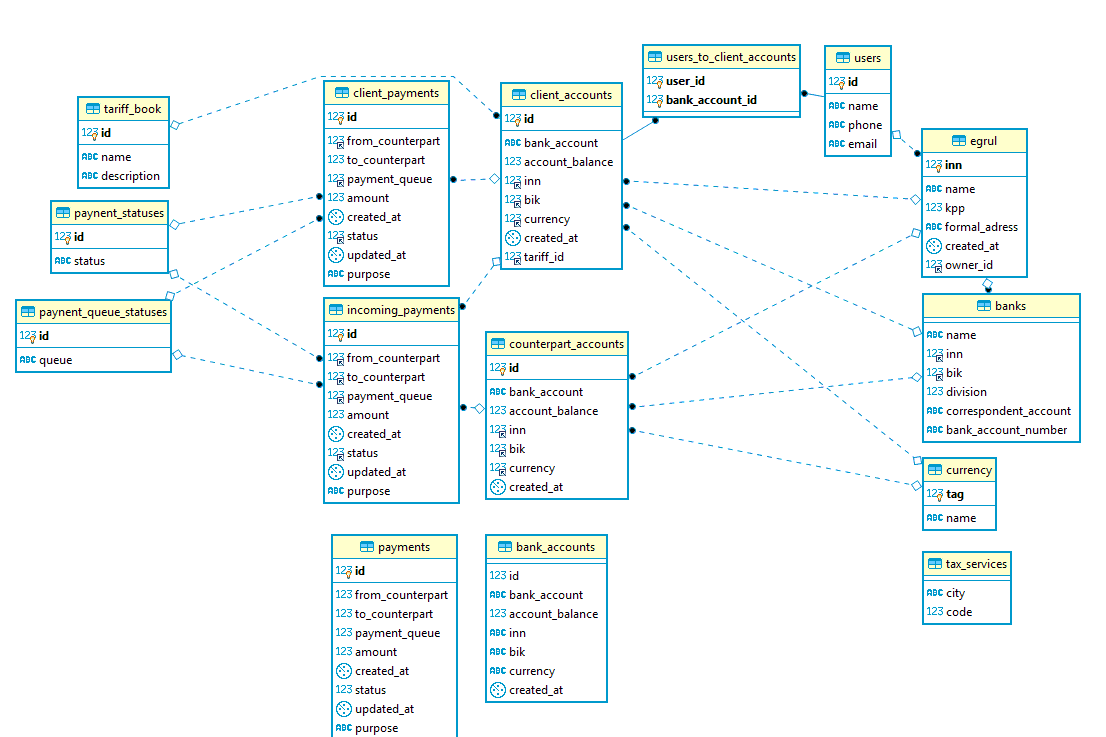 tariff_book
123 id
ABC name
ABC description
paynent_statuses
123 id
ABC status
paynent_queue_statuses
123 id
ABC queue
client_payments
123 id
123 from_counterpart
123 to_counterpart
123 payment_queue
123 amount
created_at
123 status
updated_at
ABC purpose
incoming_payments
123 id
123 from_counterpart
123 to_counterpart
123 payment_queue
123 amount
created_at
123 status
updated_at
ABC purpose
payments
123 id
123 from_counterpart
123 to_counterpart
123 payment_queue
123 amount
created_at
123 status
updated_at
ABC purpose
client_accounts
123 id
ABC bank_account
123 account_balance
123 inn
123 bik
123 currency
created_at
123 tariff_id
counterpart_accounts
123 id
ABC bank_account
123 account_balance
123 inn
123 bik
123 currency
created_at
bank_accounts
123 id
ABC bank_account
123 account_balance
ABC inn
ABC bik
ABC currency
created_at
users_to_client_accounts
123 user_id
123 bank_account_id
users
123 id
ABC name
ABC phone
ABC email
egrul
123 inn
ABC name
123 kpp
ABC formal_adress
created_at
123 owner_id
banks
ABC name
123 inn
123 bik
123 division
ABC correspondent_account
ABC bank_account_number
currency
123 tag
ABC name
tax_services
ABC city
123 code